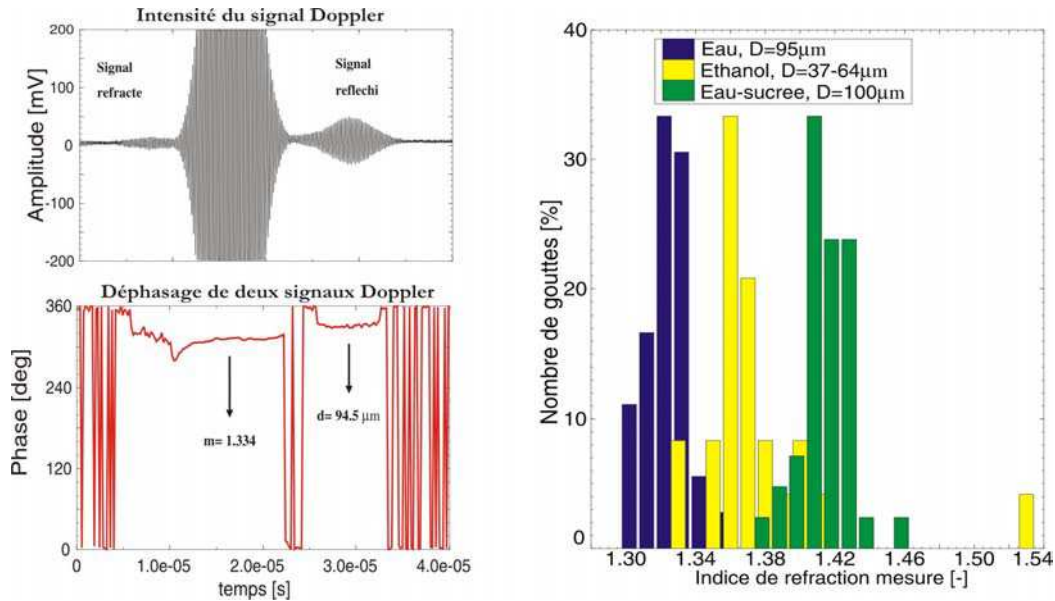 Intensité du signal Doppler
200
100
0
-100
-200
Amplitude [mV]
Signal
refracte
Signal
reflechi
Déphasage de deux signaux Doppler
360
240
120
0
Phase [deg]
m= 1.334
d= 94.5 µm
0
1.0e-05
2.0e-05
3.0e-05
4.0e-05
temps [s]
40
30
20
10
0
Nombre de gouttes [%]
Eau, D=95µm
Ethanol, D=37-64µm
Eau-sucree, D=100µm
1.30
1.34
1.38
1.42
1.46
1.50
1.54
Indice de refraction mesure [-]